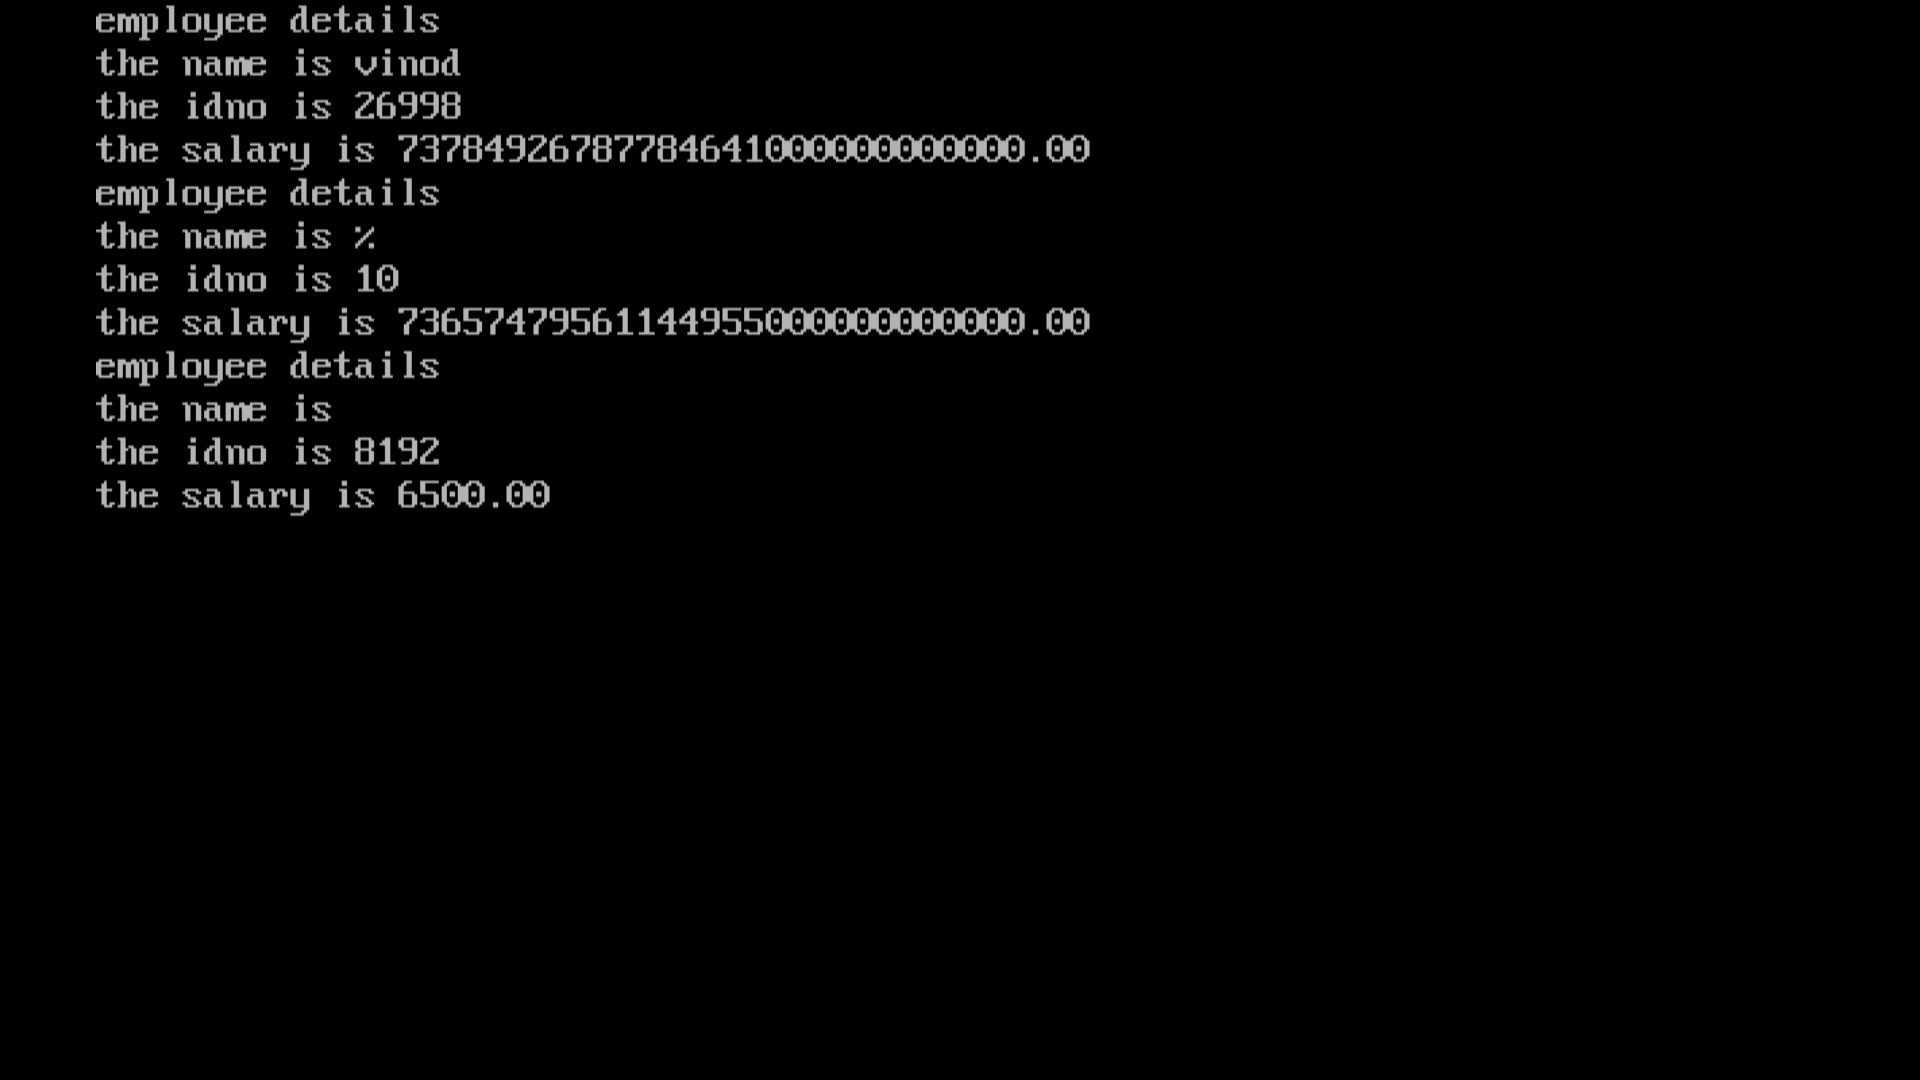 employee details
the name is vinod
the idno is 26998
the salary is 73784926787784641000000000000.00
employee details
the name is %
the idno is 10
the salary is 73657479561144955000000000000.00
employee details
the name is
the idno is 8192
the salary is 6500.00